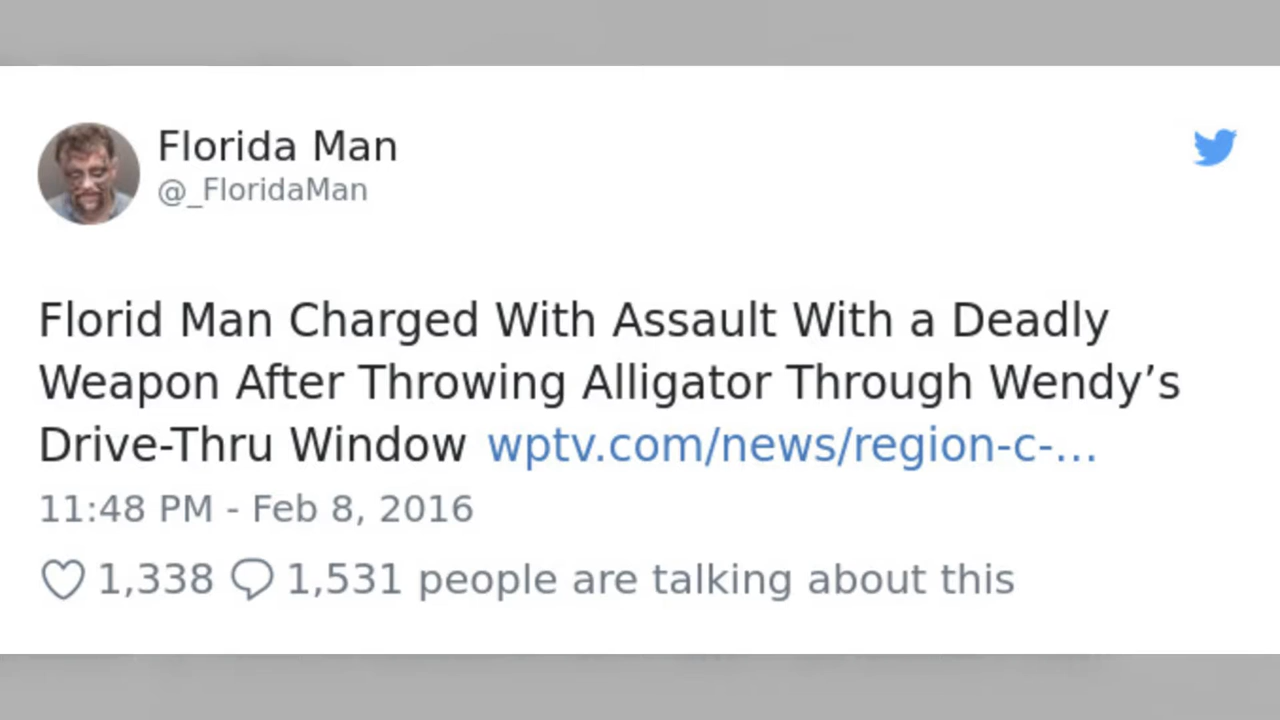 Florida Man
@_FloridaMan
Florid Man Charged With Assault With a Deadly
Weapon After Throwing Alligator Through Wendy’s
Drive-Thru Window wptv.com/news/region-c-...
11:48 PM - Feb 8, 2016
1,338 1,531 people are talking about this